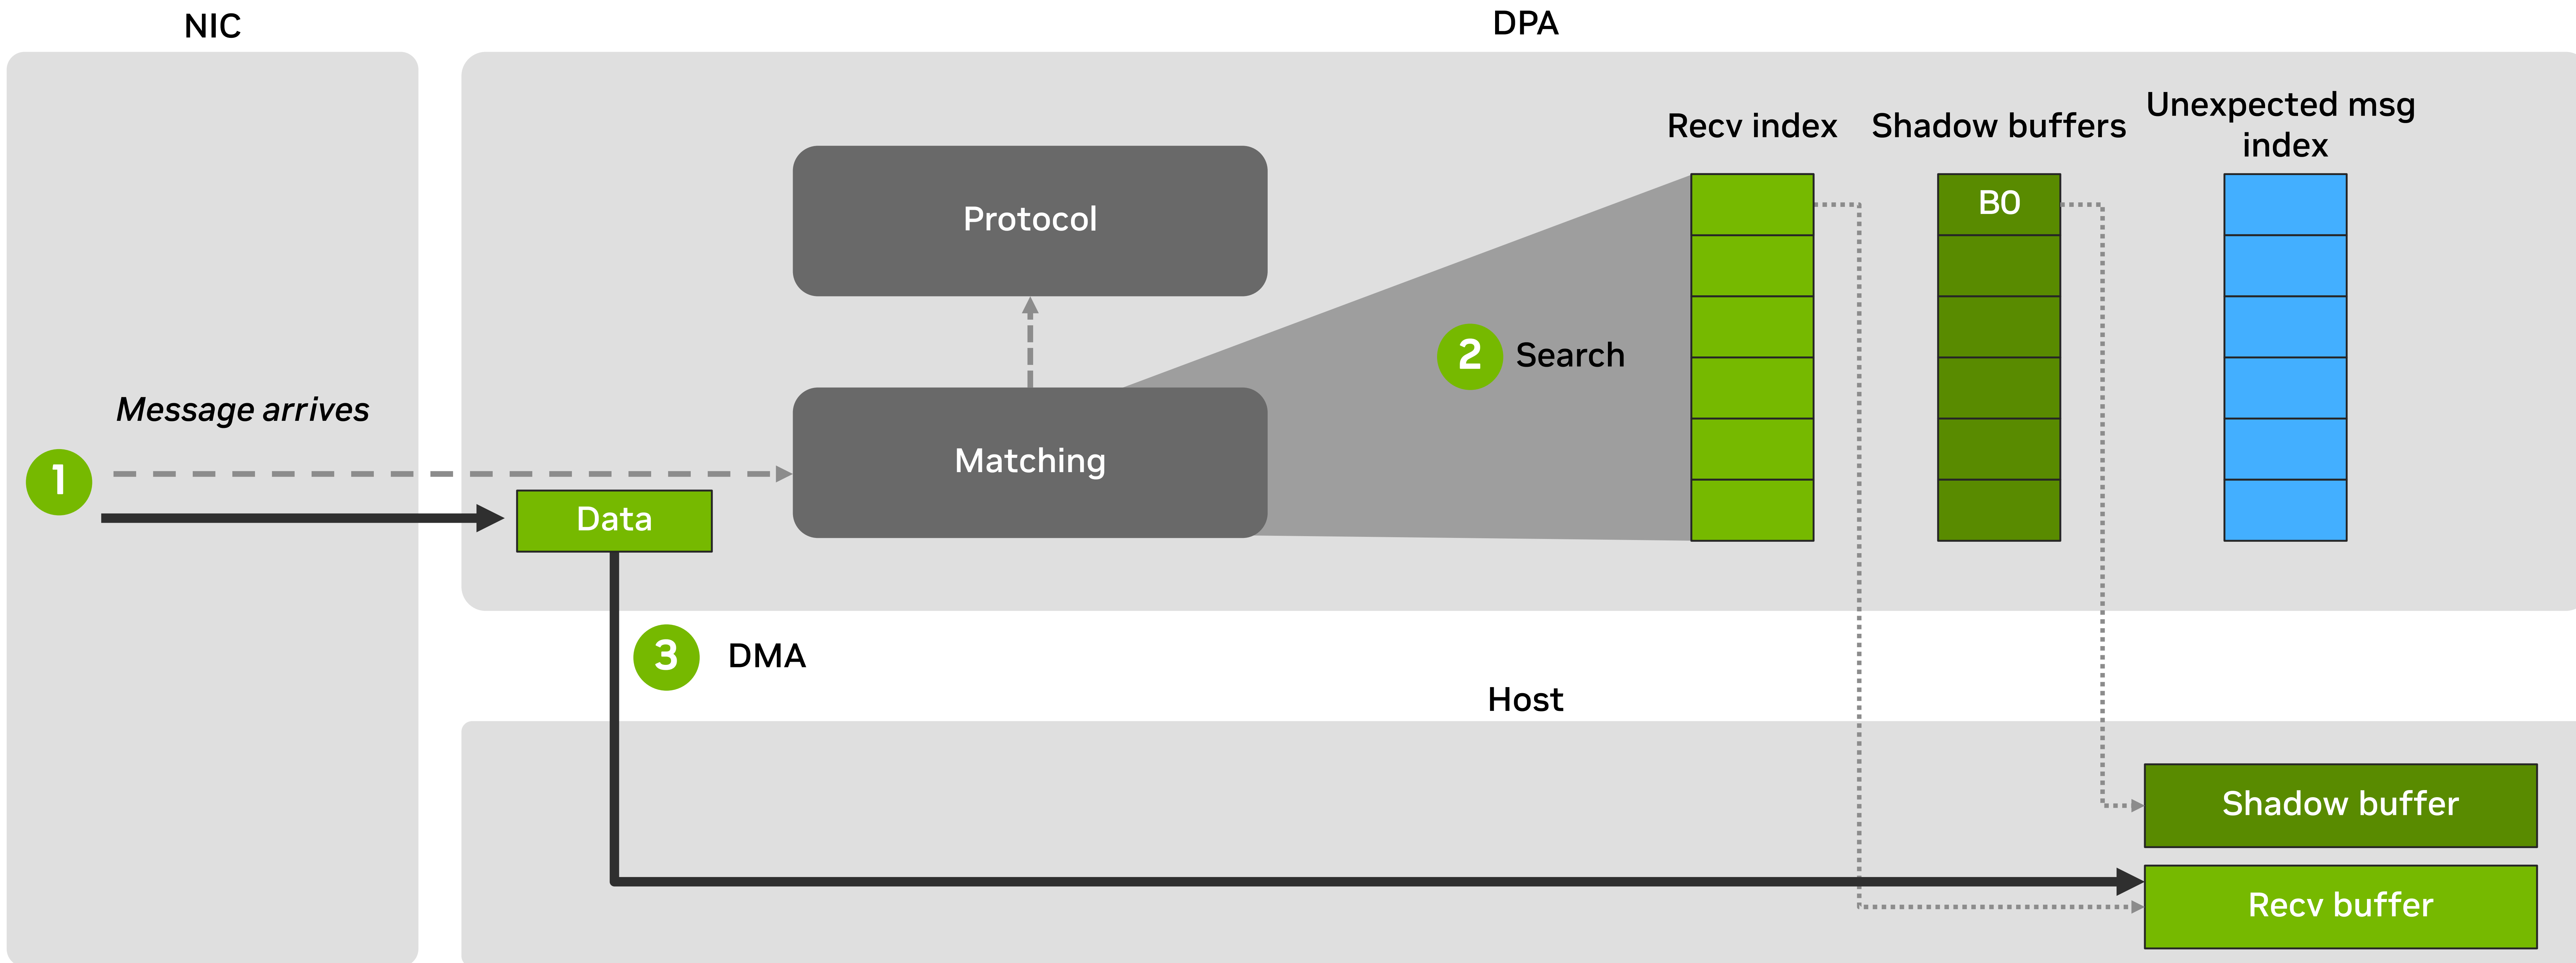 NIC
DPA
Recv index
Shadow buffers
Unexpected msg
index
B0
Protocol
2
Search
Message arrives
1
Matching
Data
3
DMA
Host
Shadow buffer
Recv buffer